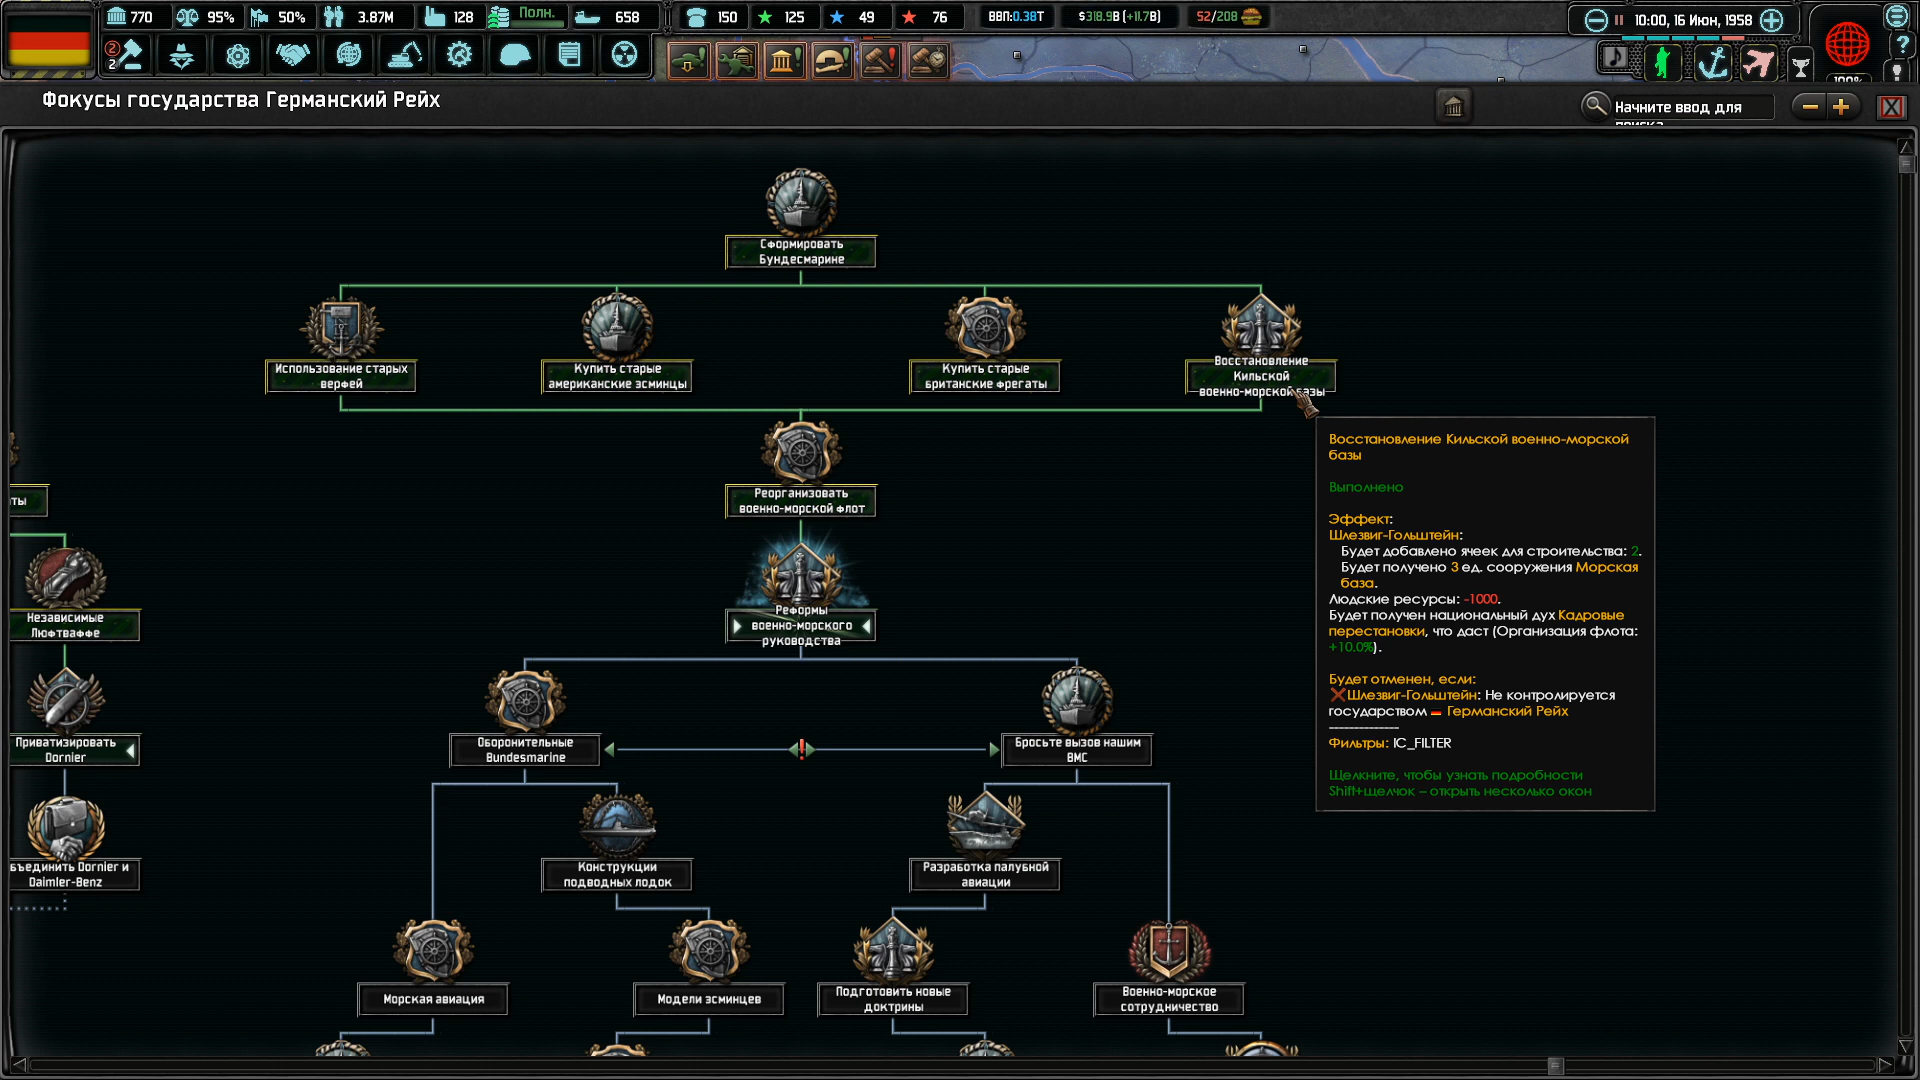 770
95%
50%
3.87M
128
Полн.
658
150
125
49
76
ВВП:0.38T
$318.9B (+11.7B)
52/208
10:00, 16 Июн, 1958
2
2
100%
Фокусы государства Германский Рейх
Начните ввод для
поиска
Сформировать
Бундесмарине
Использование старых
верфей
Купить старые
американские эсминцы
Купить старые
британские фрегаты
Восстановление
Кильской
военно-морской базы
Реорганизовать
военно-морской флот
ты
Реформы
военно-морского
руководства
Независимые
Люфтваффе
Приватизировать
Dornier
бъединить Dornier и
Daimler-Benz
Оборонительные
Bundesmarine
Бросьте вызов нашим
ВМС
Конструкции
подводных лодок
Разработка палубной
авиации
Морская авиация
Модели эсминцев
Подготовить новые
доктрины
Военно-морское
сотрудничество
Восстановление Кильской военно-морской
базы
Выполнено
Эффект:
Шлезвиг-Гольштейн:
Будет добавлено ячеек для строительства: 2.
Будет получено 3 ед. сооружения Морская
база.
Людские ресурсы: -1000.
Будет получен национальный дух Кадровые
перестановки, что даст (Организация флота:
+10.0%).
Будет отменен, если:
Шлезвиг-Гольштейн: Не контролируется
государством Германский Рейх
--------------
Фильтры: IC_FILTER
Щелкните, чтобы узнать подробности
Shift+щелчок – открыть несколько окон